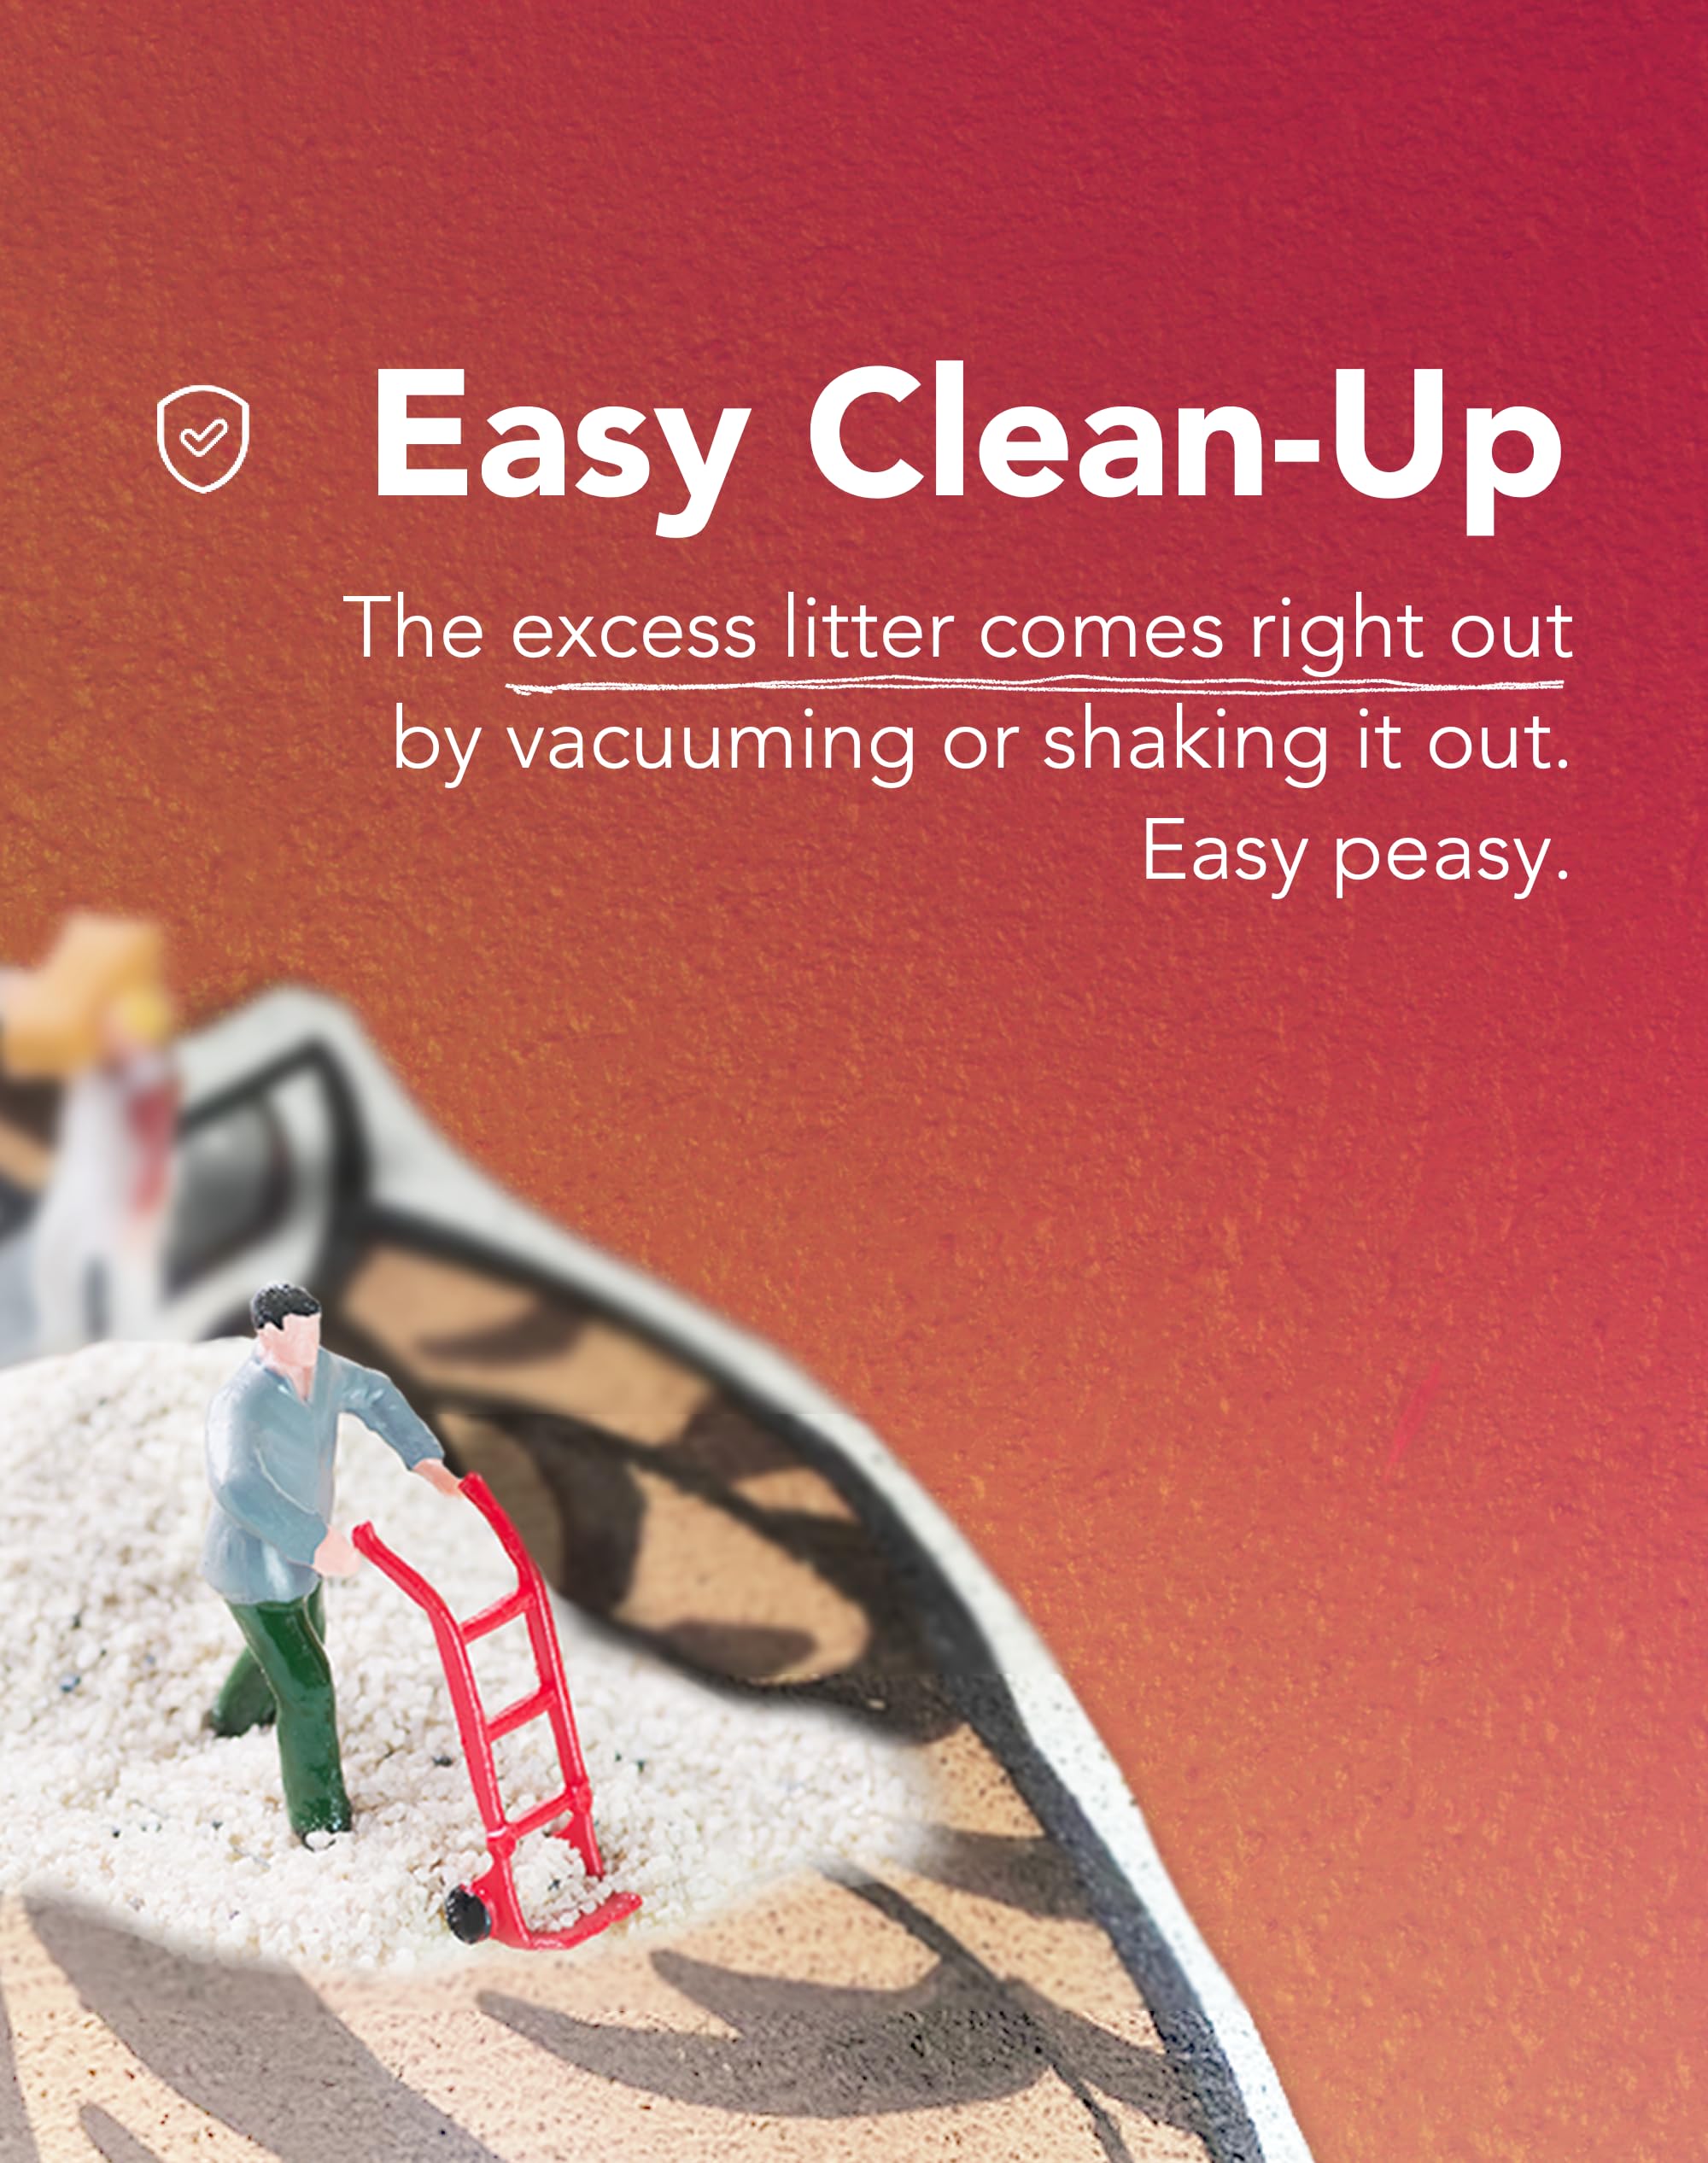 Easy Clean-Up
The excess litter comes right out
by vacuuming or shaking it out.
Easy peasy.